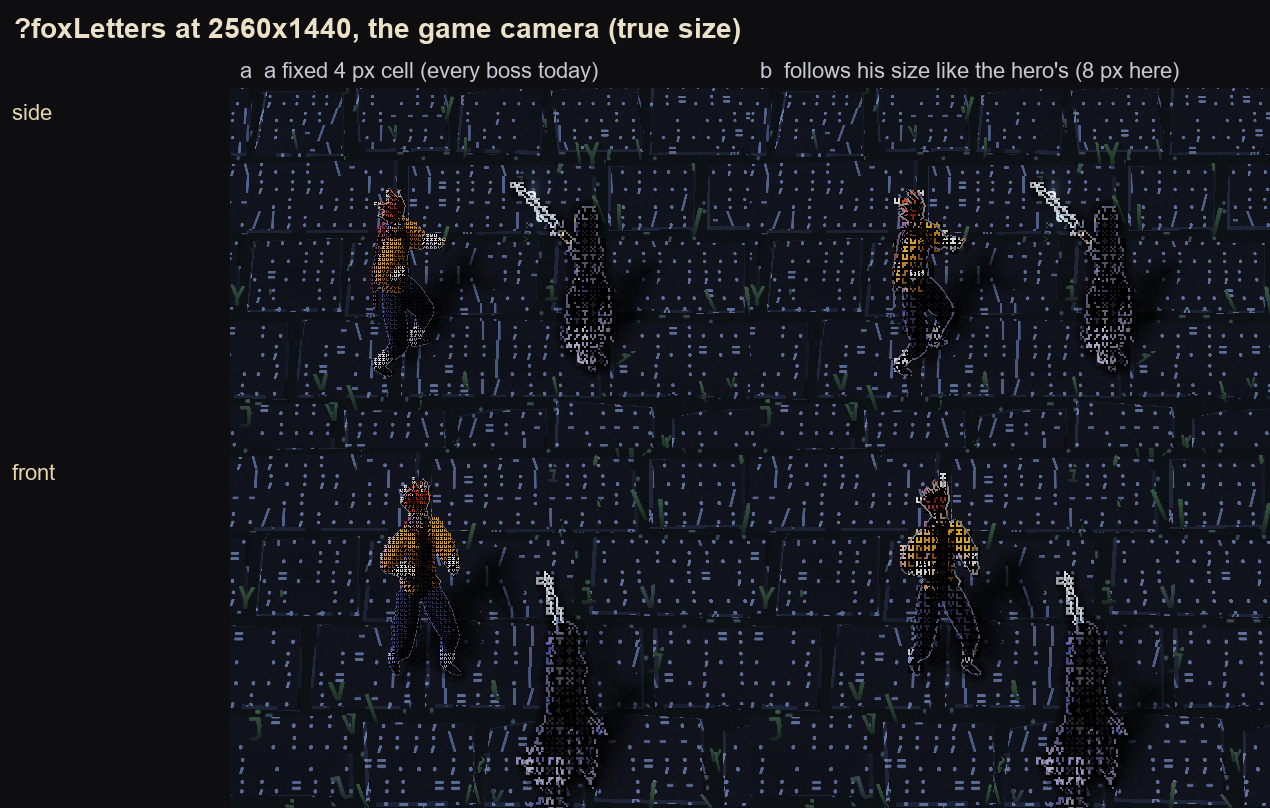 ?foxLetters at 2560x1440, the game camera (true size)
a a fixed 4 px cell (every boss today)
b follows his size like the hero's (8 px here)
side
front